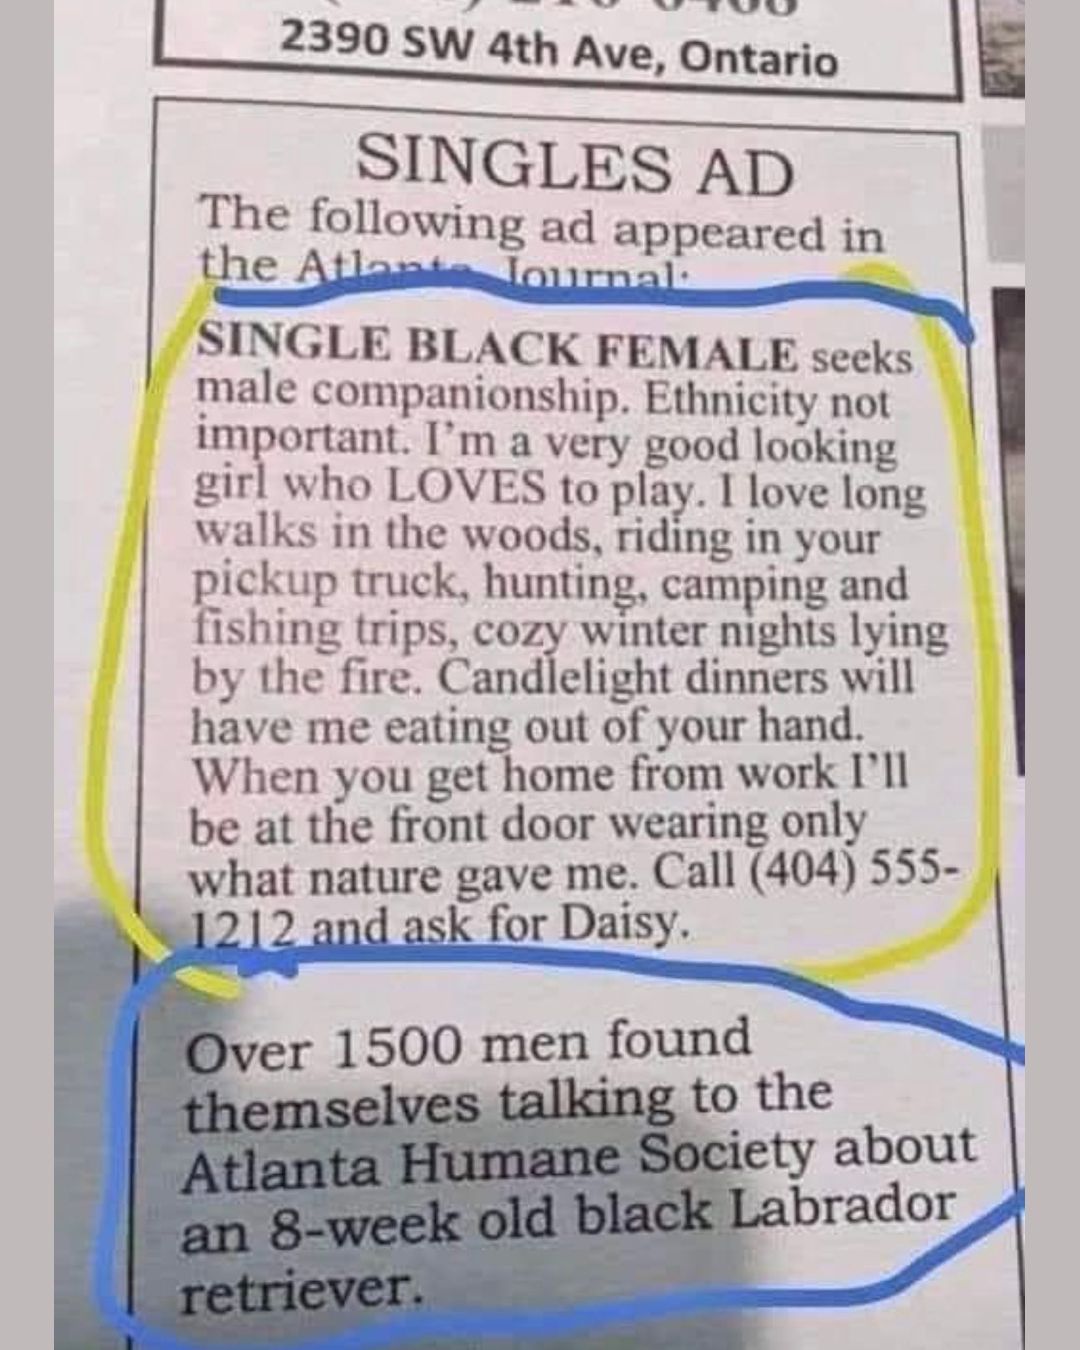 2390 SW 4th Ave, Ontario
SINGLES AD
The following ad appeared in
the Atlanta Journal:
SINGLE BLACK FEMALE seeks
male companionship. Ethnicity not
important. I'm a very good looking
girl who LOVES to play. I love long
walks in the woods, riding in your
pickup truck, hunting, camping and
fishing trips, cozy winter nights lying
by the fire. Candlelight dinners will
have me eating out of your hand.
When you get home from work I'll
be at the front door wearing only
what nature gave me. Call (404) 555-
1212 and ask for Daisy.
Over 1500 men found
themselves talking to the
Atlanta Humane Society about
an 8-week old black Labrador
retriever.